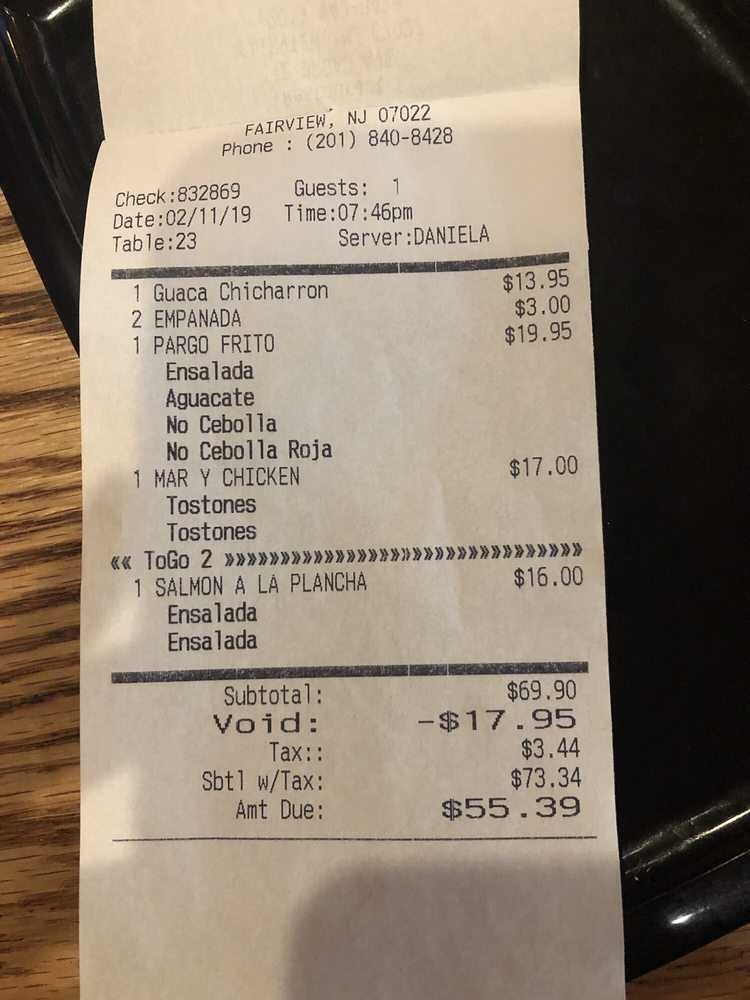 FAIRVIEW, NJ 07022
Phone : (201) 840-8428
Check:832869 Guests: 1
Date:02/11/19 Time:07:46pm
Table:23 Server:DANIELA
1 Guaca Chicharron $13.95
2 EMPANADA $3.00
1 PARGO FRITO $19.95
Ensalada
Aguacate
No Cebolla
No Cebolla Roja
1 MAR Y CHICKEN $17.00
Tostones
Tostones
«« ToGo 2 »»»»»»»»»»»»»»»»»»»»»»»»»»»»»»»»
1 SALMON A LA PLANCHA $16.00
Ensalada
Ensalada
Subtotal: $69.90
Void: -$17.95
Tax:: $3.44
Sbtl w/Tax: $73.34
Amt Due: $55.39